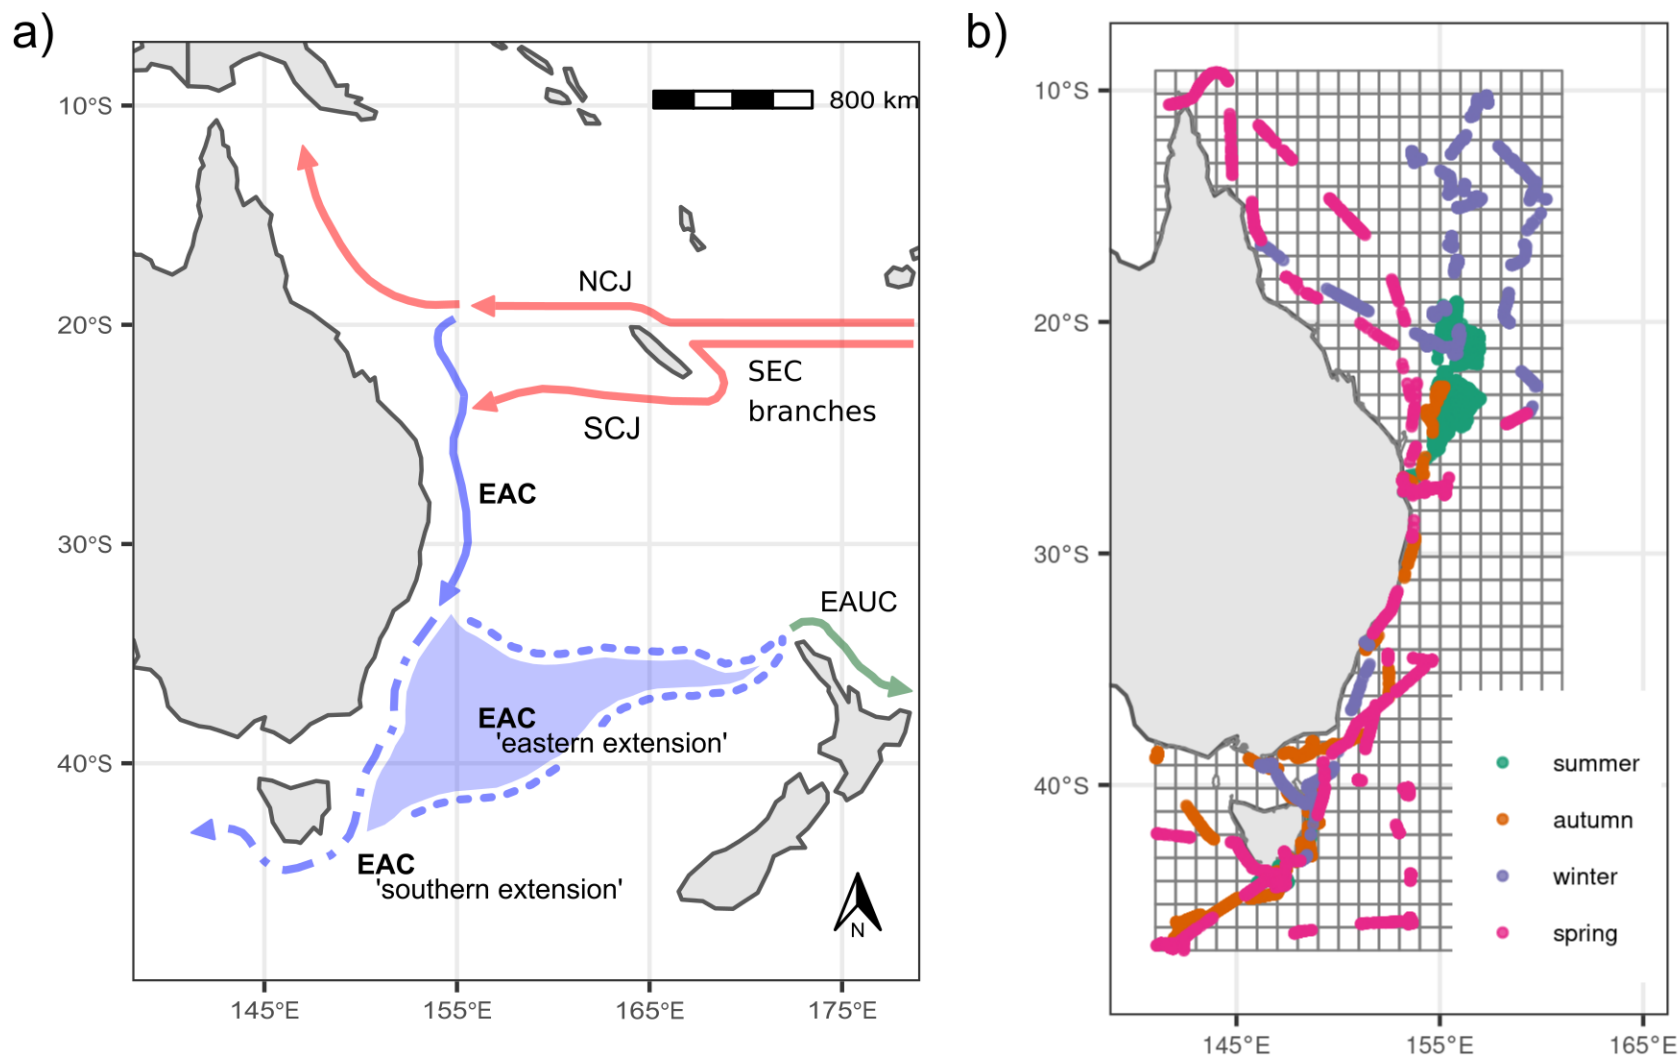 a)
10°S
20°S
30°S
40°S
145°E
155°E
165°E
175°E
800 km
NCJ
SEC
branches
SCJ
EAC
EAUC
EAC
'eastern extension'
EAC
'southern extension'
N
b)
10°S
20°S
30°S
40°S
145°E
155°E
165°E
summer
autumn
winter
spring